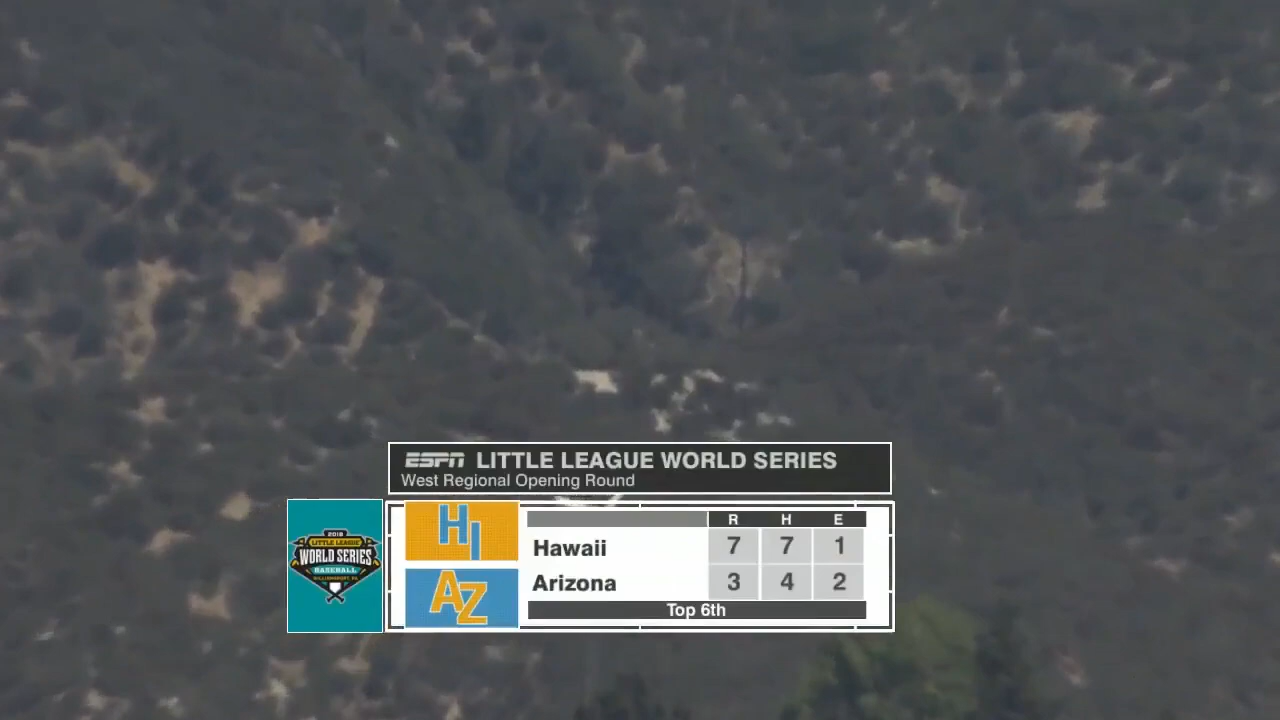 ESPN LITTLE LEAGUE WORLD SERIES
West Regional Opening Round
HI
R H E
Hawaii 7 7 1
AZ
Arizona 3 4 2
Top 6th
LITTLE LEAGUE
WORLD SERIES
BASEBALL